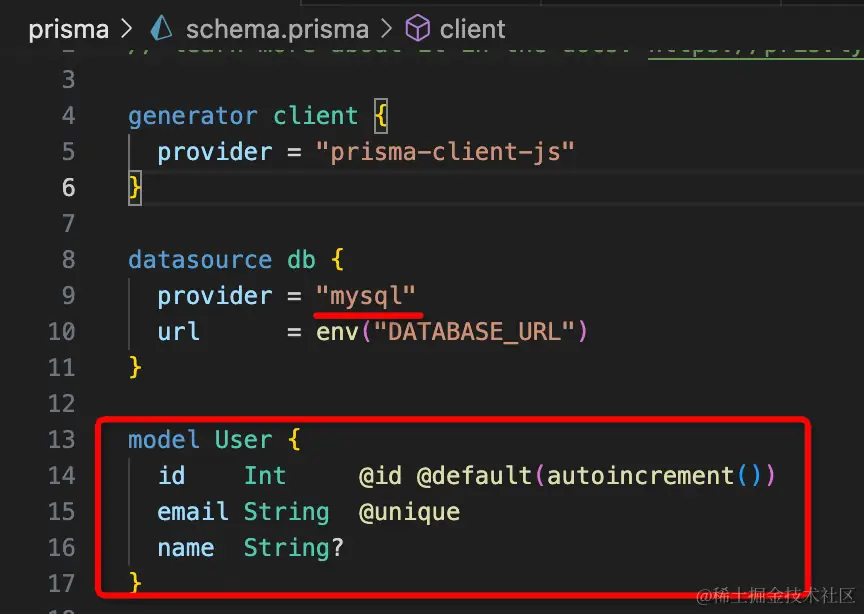 prisma > schema.prisma > client
3
4 generator client {
5   provider = "prisma-client-js"
6 }
7
8 datasource db {
9   provider = "mysql"
10   url      = env("DATABASE_URL")
11 }
12
13 model User {
14   id    Int     @id @default(autoincrement())
15   email String  @unique
16   name  String?
17 }
@稀土掘金技术社区